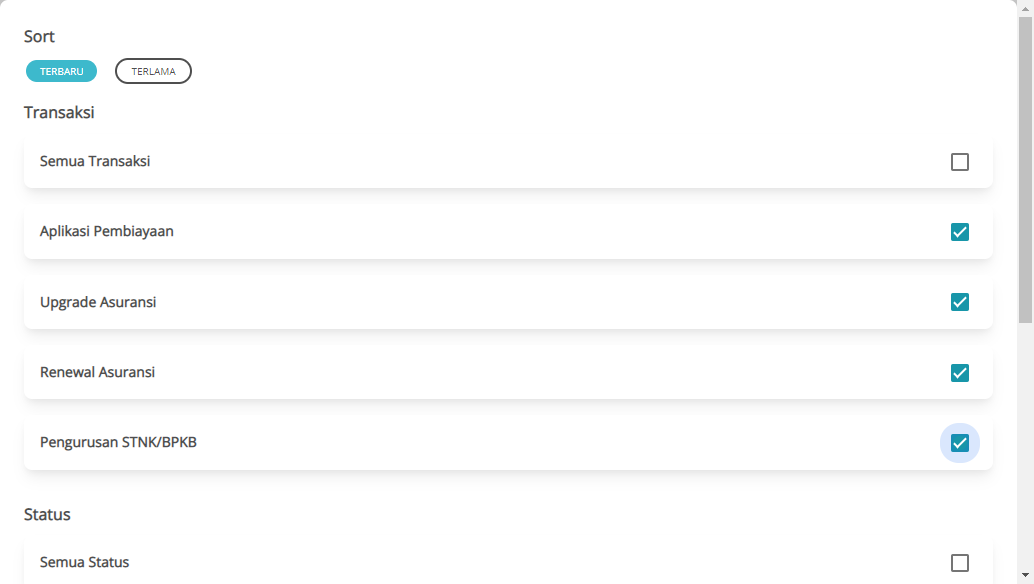 Sort
TERBARU TERLAMA
Transaksi
Semua Transaksi
Aplikasi Pembiayaan
Upgrade Asuransi
Renewal Asuransi
Pengurusan STNK/BPKB
Status
Semua Status